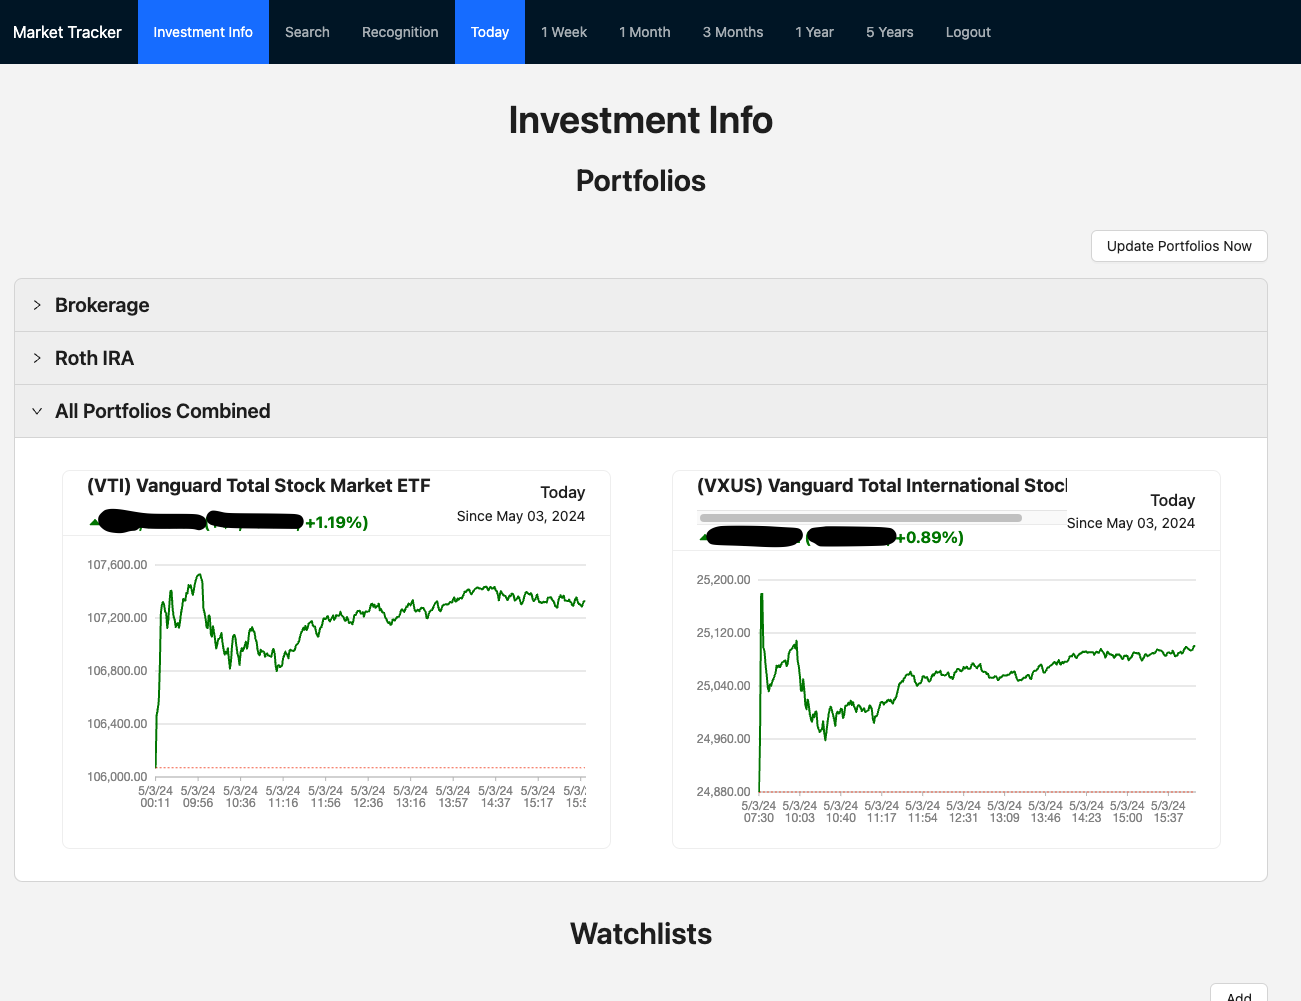 Market Tracker Investment Info Search Recognition Today 1 Week 1 Month 3 Months 1 Year 5 Years Logout
Investment Info
Portfolios
Update Portfolios Now
Brokerage
Roth IRA
All Portfolios Combined
(VTI) Vanguard Total Stock Market ETF
Today
Since May 03, 2024
+1.19%)
107,600.00
107,200.00
106,800.00
106,400.00
106,000.00
5/3/24 5/3/24 5/3/24 5/3/24 5/3/24 5/3/24 5/3/24 5/3/24 5/3/24 5/3/24 5/3/
00:11 09:56 10:36 11:16 11:56 12:36 13:16 13:57 14:37 15:17 15:5
(VXUS) Vanguard Total International Stoc
Today
Since May 03, 2024
(
+0.89%)
25,200.00
25,120.00
25,040.00
24,960.00
24,880.00
5/3/24 5/3/24 5/3/24 5/3/24 5/3/24 5/3/24 5/3/24 5/3/24 5/3/24 5/3/24 5/3/24
07:30 10:03 10:40 11:17 11:54 12:31 13:09 13:46 14:23 15:00 15:37
Watchlists
Add